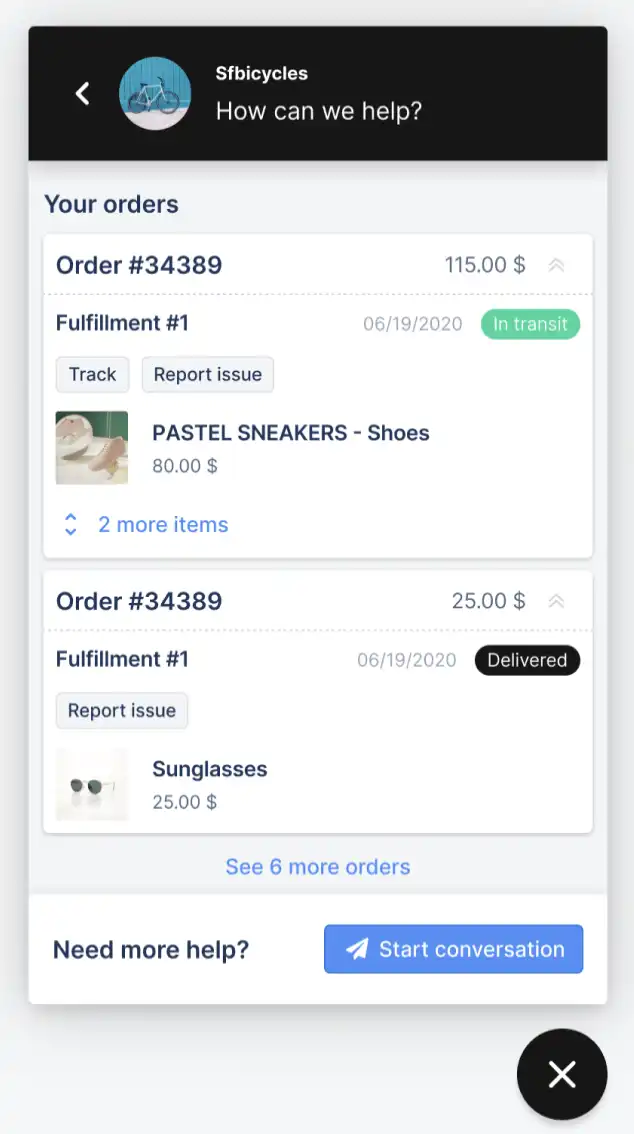 Sfbicycles
How can we help?
Your orders
Order #34389 115.00 $
Fulfillment #1 06/19/2020 In transit
Track Report issue
PASTEL SNEAKERS - Shoes
80.00 $
2 more items
Order #34389 25.00 $
Fulfillment #1 06/19/2020 Delivered
Report issue
Sunglasses
25.00 $
See 6 more orders
Need more help? Start conversation